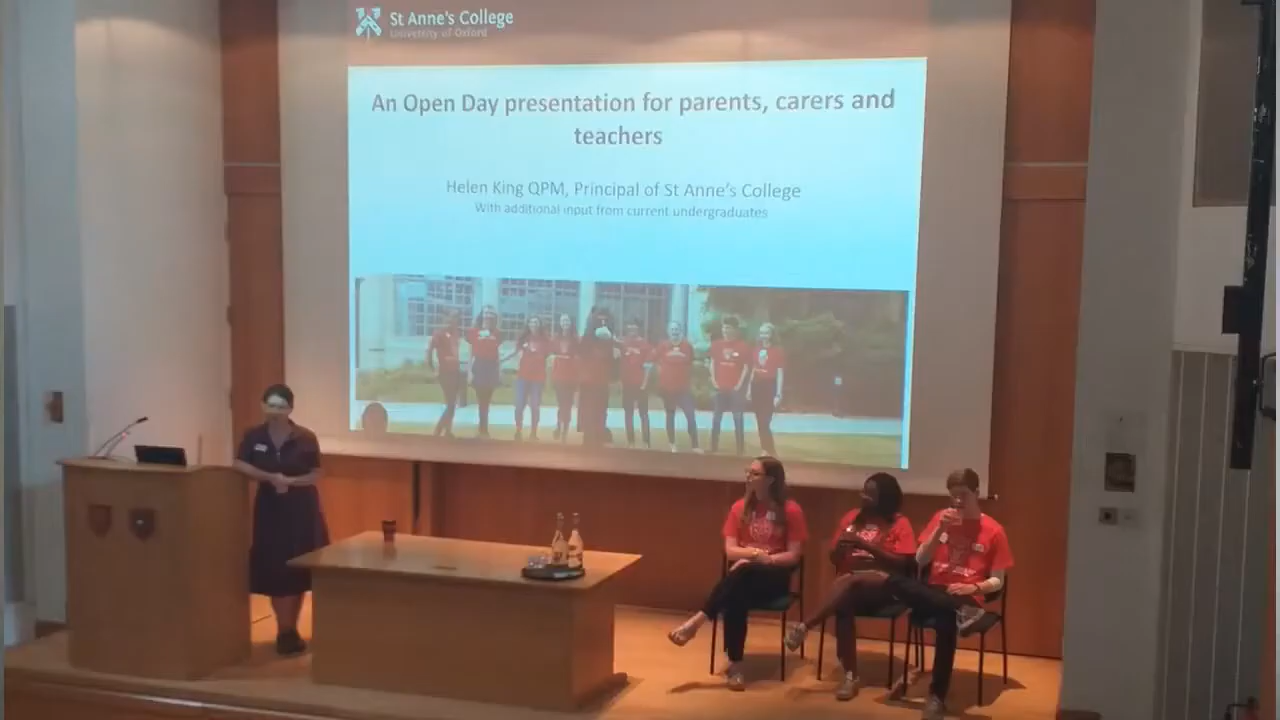 St Anne's College
University of Oxford
An Open Day presentation for parents, carers and
teachers
Helen King QPM, Principal of St Anne's College
With additional input from current undergraduates